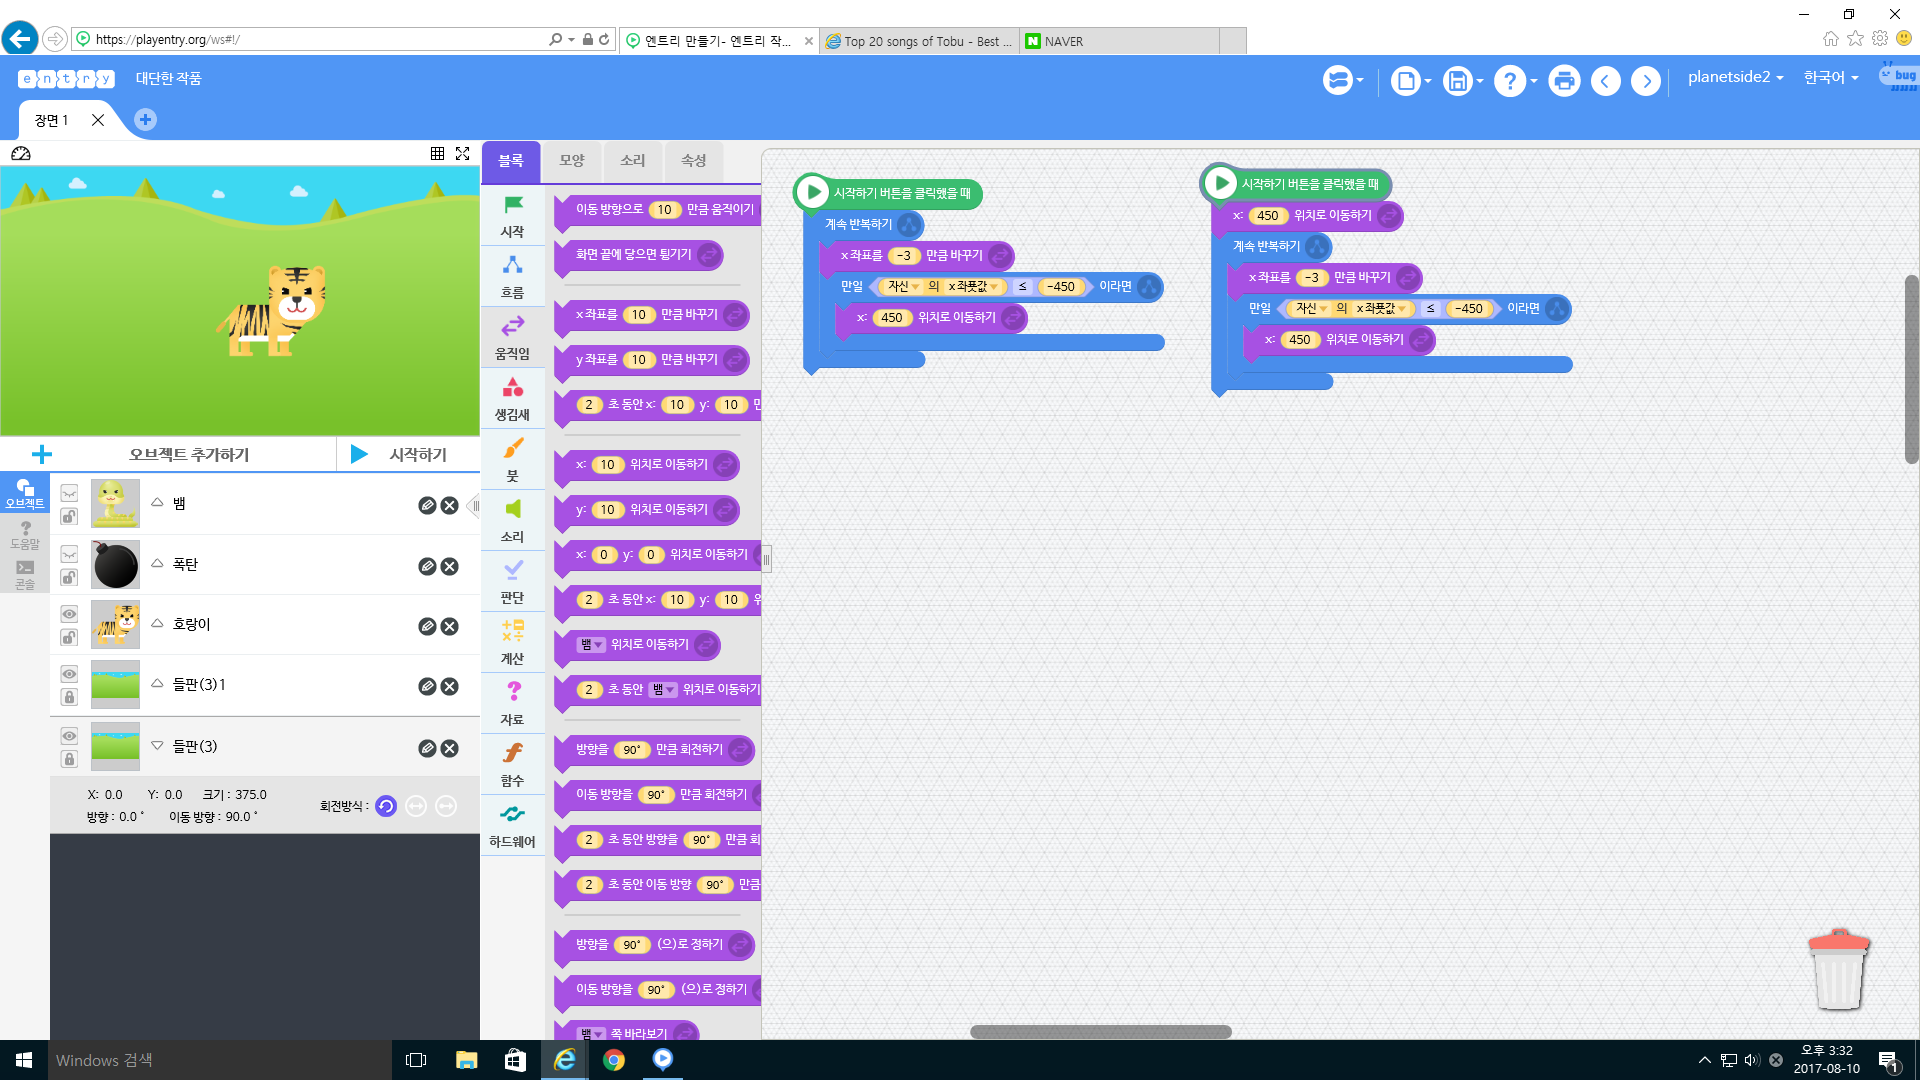 https://playentry.org/ws#!/
엔트리 만들기- 엔트리 작...
Top 20 songs of Tobu - Best ...
NAVER
entry
대단한 작품
planetside2
한국어
bug
장면 1
블록
모양
소리
속성
시작
흐름
움직임
생김새
붓
소리
판단
계산
자료
함수
하드웨어
이동 방향으로 10 만큼 움직이기
화면 끝에 닿으면 튕기기
x 좌표를 10 만큼 바꾸기
y 좌표를 10 만큼 바꾸기
2 초 동안 x: 10 y: 10 만
x: 10 위치로 이동하기
y: 10 위치로 이동하기
x: 0 y: 0 위치로 이동하기
2 초 동안 x: 10 y: 10 위
뱀 위치로 이동하기
2 초 동안 뱀 위치로 이동하기
방향을 90° 만큼 회전하기
이동 방향을 90° 만큼 회전하기
2 초 동안 방향을 90° 만큼 회
2 초 동안 이동 방향 90° 만큼
방향을 90° (으)로 정하기
이동 방향을 90° (으)로 정하기
뱀 쪽 바라보기
시작하기 버튼을 클릭했을 때
계속 반복하기
x 좌표를 -3 만큼 바꾸기
만일 자신 의 x 좌푯값 ≤ -450 이라면
x: 450 위치로 이동하기
시작하기 버튼을 클릭했을 때
x: 450 위치로 이동하기
계속 반복하기
x 좌표를 -3 만큼 바꾸기
만일 자신 의 x 좌푯값 ≤ -450 이라면
x: 450 위치로 이동하기
오브젝트 추가하기
시작하기
오브젝트
도움말
콘솔
뱀
폭탄
호랑이
들판(3)1
들판(3)
X: 0.0 Y: 0.0 크기 : 375.0
방향 : 0.0 ° 이동 방향 : 90.0 °
회전방식 :
Windows 검색
오후 3:32
2017-08-10
1